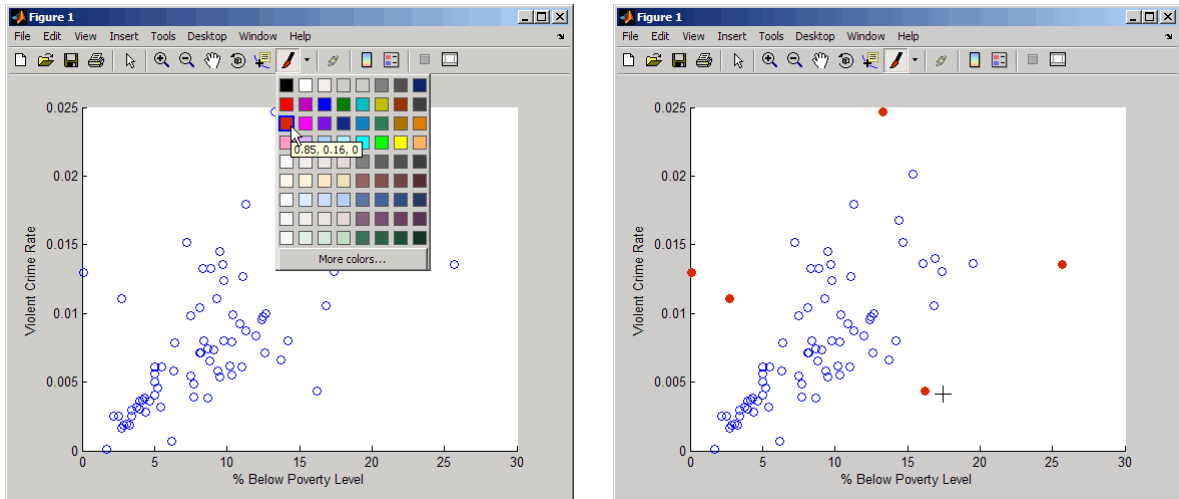 Figure 1
File Edit View Insert Tools Desktop Window Help
0.85, 0.16, 0
More colors...
0.025
0.02
0.015
0.01
0.005
0
Violent Crime Rate
0 5 10 15 20 25 30
% Below Poverty Level
Figure 1
File Edit View Insert Tools Desktop Window Help
0.025
0.02
0.015
0.01
0.005
0
Violent Crime Rate
0 5 10 15 20 25 30
% Below Poverty Level